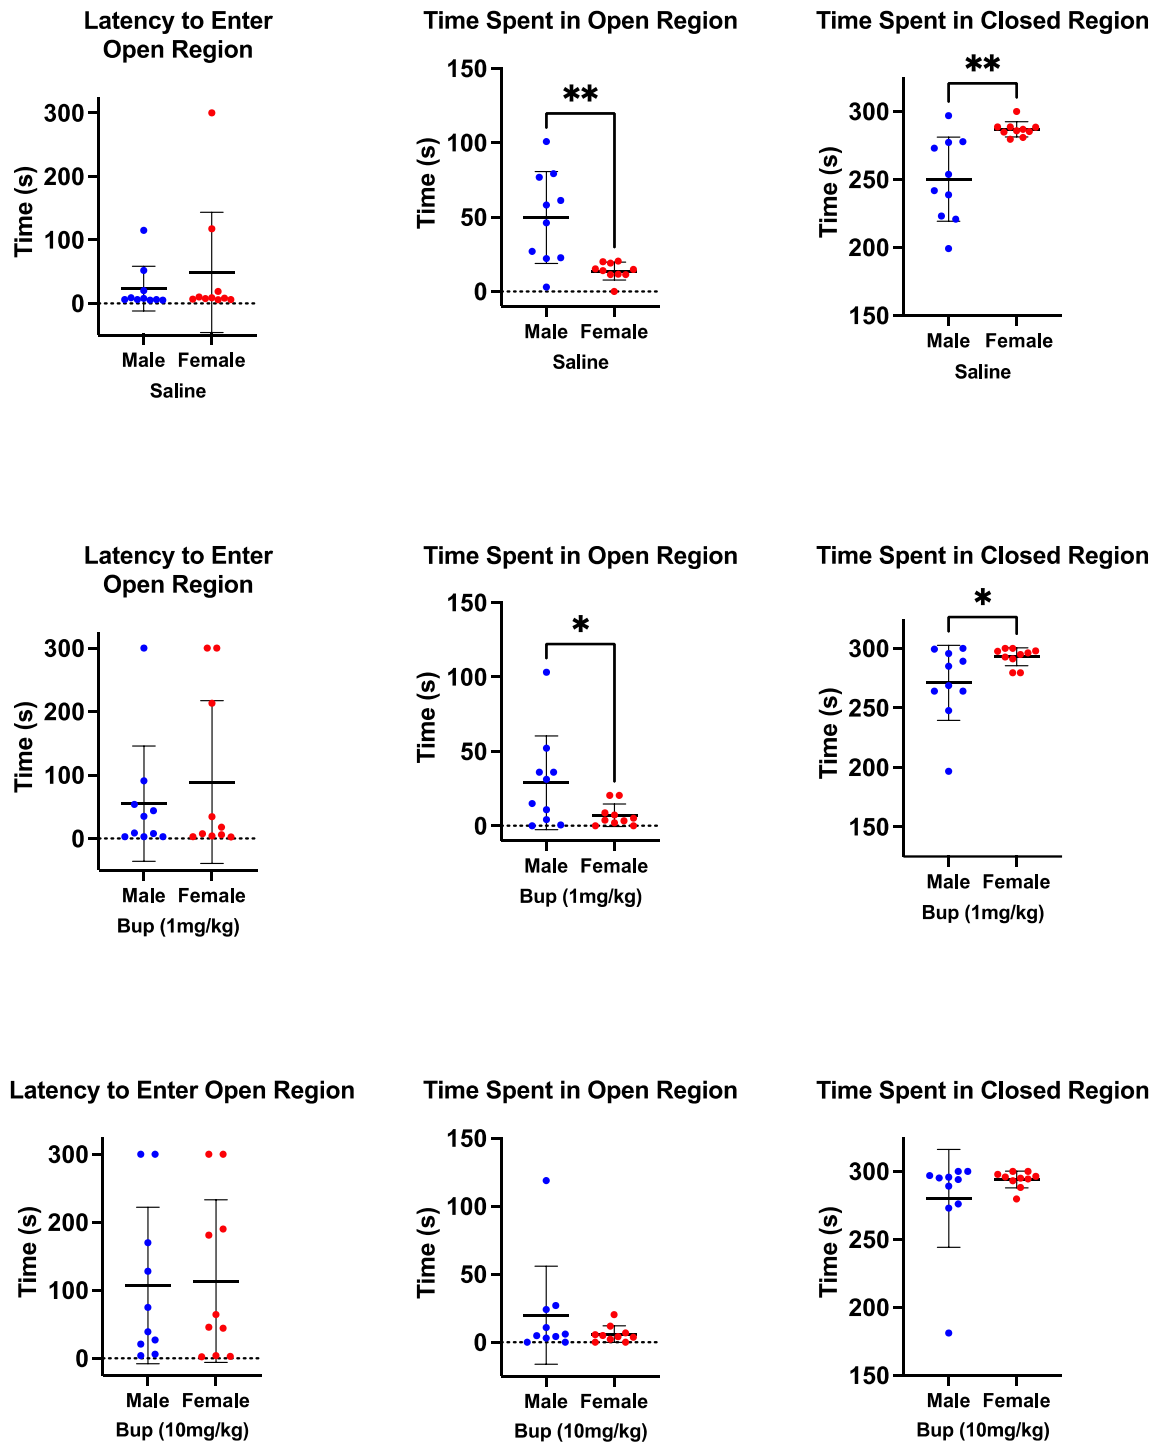 Latency to Enter
Open Region
Time (s)
300
200
100
0
Male Female
Saline
Time Spent in Open Region
Time (s)
150
100
50
0
**
Male Female
Saline
Time Spent in Closed Region
Time (s)
300
250
200
150
**
Male Female
Saline
Latency to Enter
Open Region
Time (s)
300
200
100
0
Male Female
Bup (1mg/kg)
Time Spent in Open Region
Time (s)
150
100
50
0
*
Male Female
Bup (1mg/kg)
Time Spent in Closed Region
Time (s)
300
250
200
150
*
Male Female
Bup (1mg/kg)
Latency to Enter Open Region
Time (s)
300
200
100
0
Male Female
Bup (10mg/kg)
Time Spent in Open Region
Time (s)
150
100
50
0
Male Female
Bup (10mg/kg)
Time Spent in Closed Region
Time (s)
300
250
200
150
Male Female
Bup (10mg/kg)